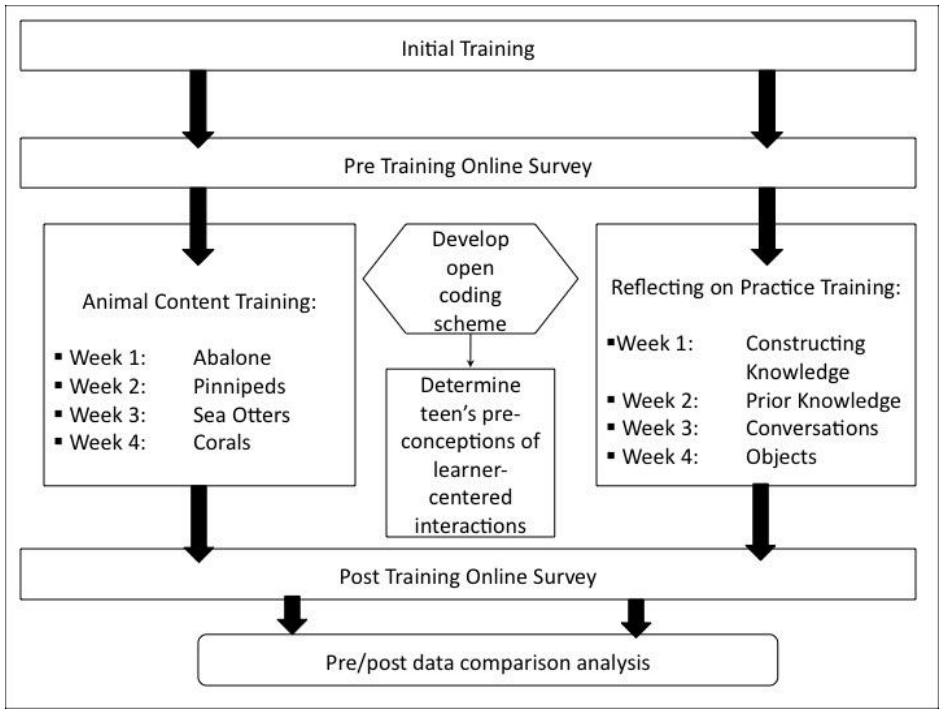 Initial Training
Pre Training Online Survey
Animal Content Training:
▪ Week 1: Abalone
▪ Week 2: Pinnipeds
▪ Week 3: Sea Otters
▪ Week 4: Corals
Develop
open
coding
scheme
Determine
teen's pre-
conceptions of
learner-
centered
interactions
Reflecting on Practice Training:
▪Week 1: Constructing
Knowledge
▪ Week 2: Prior Knowledge
▪ Week 3: Conversations
▪ Week 4: Objects
Post Training Online Survey
Pre/post data comparison analysis